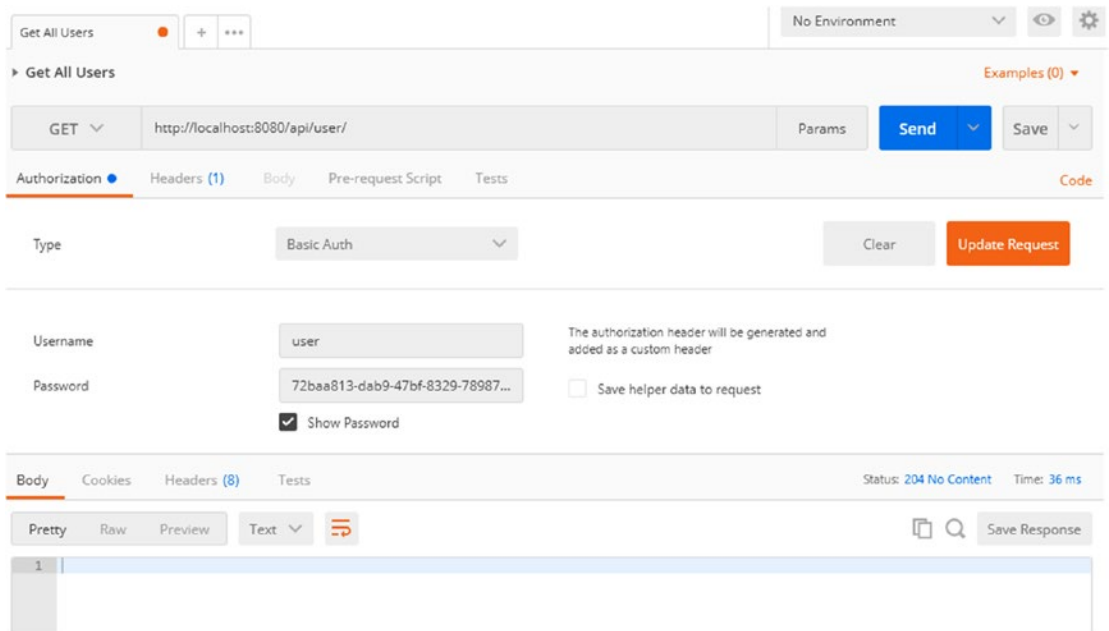 Get All Users
+ •••
No Environment
Get All Users
Examples (0)
GET
http://localhost:8080/api/user/
Params
Send
Save
Authorization
Headers (1)
Body
Pre-request Script
Tests
Code
Type
Basic Auth
Clear
Update Request
Username
user
The authorization header will be generated and
added as a custom header
Password
72baa813-dab9-47bf-8329-78987...
Save helper data to request
Show Password
Body
Cookies
Headers (8)
Tests
Status: 204 No Content
Time: 36 ms
Pretty
Raw
Preview
Text
Save Response
1